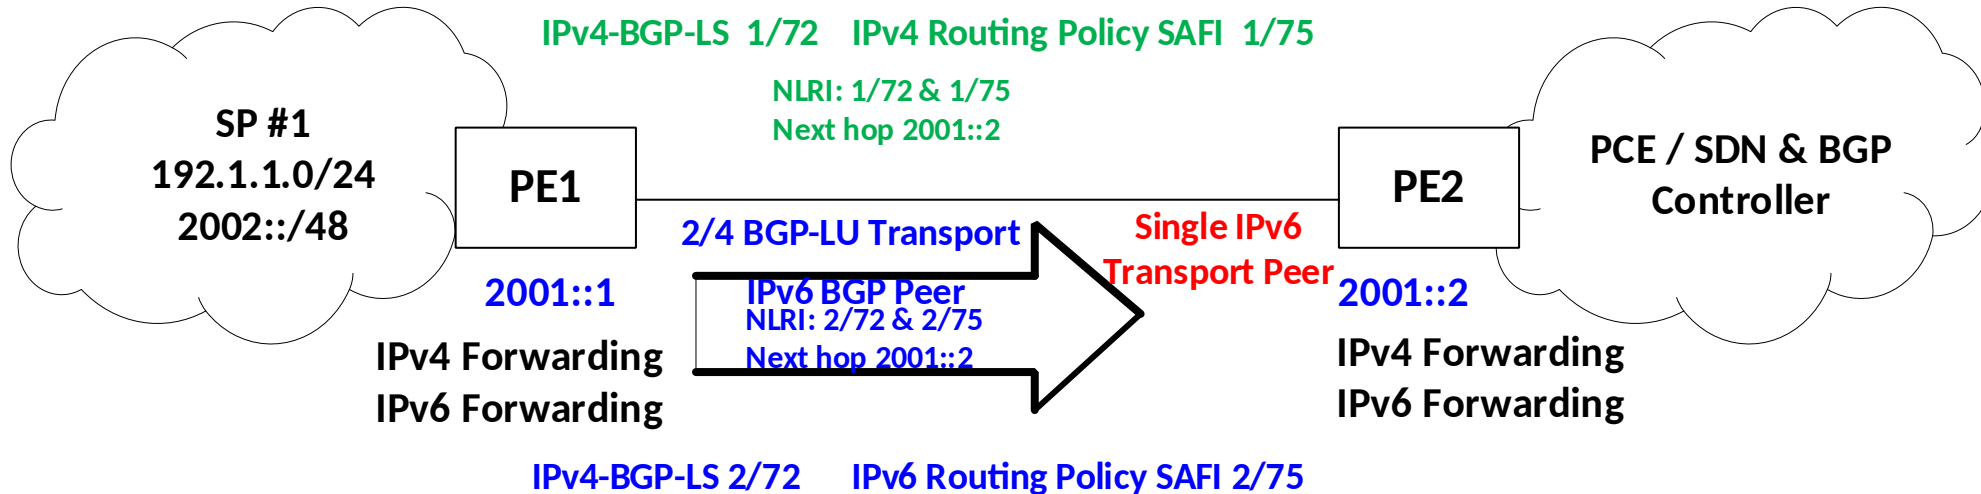 IPv4-BGP-LS 1/72 IPv4 Routing Policy SAFI 1/75
NLRI: 1/72 & 1/75
Next hop 2001::2
SP #1
192.1.1.0/24
2002::/48
PE1
PE2
PCE / SDN & BGP
Controller
2/4 BGP-LU Transport
Single IPv6
Transport Peer
2001::1
IPv6 BGP Peer
NLRI: 2/72 & 2/75
Next hop 2001::2
2001::2
IPv4 Forwarding
IPv6 Forwarding
IPv4 Forwarding
IPv6 Forwarding
IPv4-BGP-LS 2/72 IPv6 Routing Policy SAFI 2/75